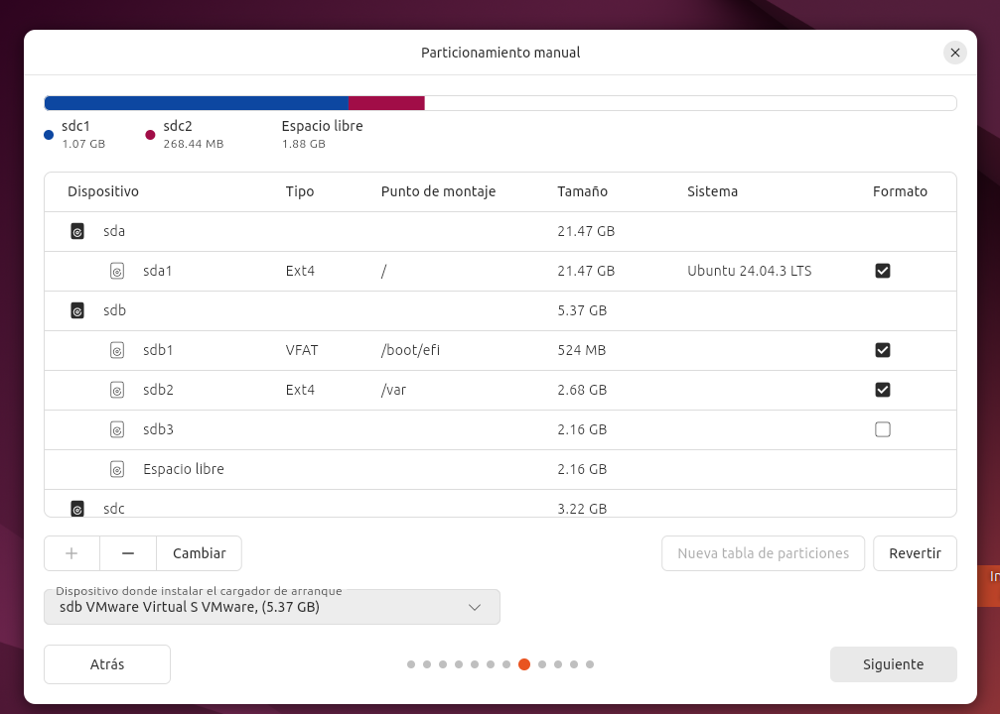 Particionamiento manual
sdc1 sdc2 Espacio libre
1.07 GB 268.44 MB 1.88 GB
Dispositivo Tipo Punto de montaje Tamaño Sistema Formato
sda 21.47 GB
sda1 Ext4 / 21.47 GB Ubuntu 24.04.3 LTS
sdb 5.37 GB
sdb1 VFAT /boot/efi 524 MB
sdb2 Ext4 /var 2.68 GB
sdb3 2.16 GB
Espacio libre 2.16 GB
sdc 3.22 GB
+ − Cambiar Nueva tabla de particiones Revertir
In
Dispositivo donde instalar el cargador de arranque
sdb VMware Virtual S VMware, (5.37 GB)
Atrás Siguiente